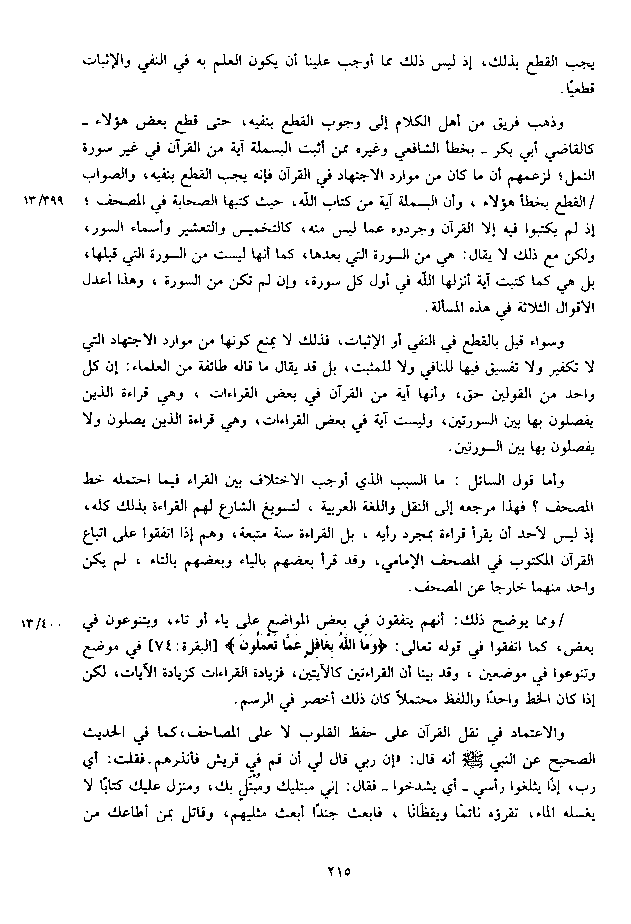 يجب القطع بذلك، إذ ليس ذلك مما أوجب علينا أن يكون العلم به في النفي والإثبات
قطعيًا.
وذهب فريق من أهل الكلام إلى وجوب القطع بنفيه، حتى قطع بعض هؤلاء ـ
كالقاضي أبي بكر ـ بخطأ الشافعي وغيره ممن أثبت البسملة آية من القرآن في غير سورة
النمل؛ لزعمهم أن ما كان من موارد الاجتهاد في القرآن فإنه يجب القطع بنفيه، والصواب
١٣/٣٩٩ / القطع بخطأ هؤلاء ، وأن البسملة آية من كتاب الله، حيث كتبها الصحابة في المصحف ؛
إذ لم يكتبوا فيه إلا القرآن وجردوه عما ليس منه، كالتخميس والتعشير وأسماء السور،
ولكن مع ذلك لا يقال: هي من السورة التي بعدها، كما أنها ليست من السورة التي قبلها،
بل هي كما كتبت آية أنزلها الله في أول كل سورة، وإن لم تكن من السورة ، وهذا أعدل
الأقوال الثلاثة في هذه المسألة.
وسواء قيل بالقطع في النفي أو الإثبات، فذلك لا يمنع كونها من موارد الاجتهاد التي
لا تكفير ولا تفسيق فيها للنافي ولا للمثبت، بل قد يقال ما قاله طائفة من العلماء: إن كل
واحد من القولين حق، وأنها آية من القرآن في بعض القراءات ، وهي قراءة الذين
يفصلون بها بين السورتين، وليست آية في بعض القراءات، وهي قراءة الذين يصلون ولا
يفصلون بها بين السورتين.
وأما قول السائل : ما السبب الذي أوجب الاختلاف بين القراء فيما احتمله خط
المصحف ؟ فهذا مرجعه إلى النقل واللغة العربية ، لتسويغ الشارع لهم القراءة بذلك كله،
إذ ليس لأحد أن يقرأ قراءة بمجرد رأيه ، بل القراءة سنة متبعة، وهم إذا اتفقوا على اتباع
القرآن المكتوب في المصحف الإمامي، وقد قرأ بعضهم بالياء وبعضهم بالتاء ، لم يكن
واحد منهما خارجا عن المصحف.
١٣/٤٠٠ / ومما يوضح ذلك: أنهم يتفقون في بعض المواضع على ياء أو تاء، ويتنوعون في
بعض، كما اتفقوا في قوله تعالى: ﴿وَمَا اللَّهُ بِغَافِلٍ عَمَّا تَعْمَلُونَ﴾ [البقرة: ٧٤] في موضع
وتنوعوا في موضعين ، وقد بينا أن القراءتين كالآيتين، فزيادة القراءات كزيادة الآيات، لكن
إذا كان الخط واحدًا واللفظ محتملاً كان ذلك أخصر في الرسم.
والاعتماد في نقل القرآن على حفظ القلوب لا على المصاحف،كما في الحديث
الصحيح عن النبي ﷺ أنه قال: «إن ربي قال لي أن قم في قريش فأنذرهم.فقلت: أي
رب، إذًا يثلغوا رأسي ـ أي يشدخوا ـ فقال: إني مبتليك ومُبْتَلٍ بك، ومنزل عليك كتابًا لا
يغسله الماء، تقرؤه نائمًا ويقظانًا ، فابعث جندًا أبعث مثليهم، وقاتل بمن أطاعك من
٢١٥